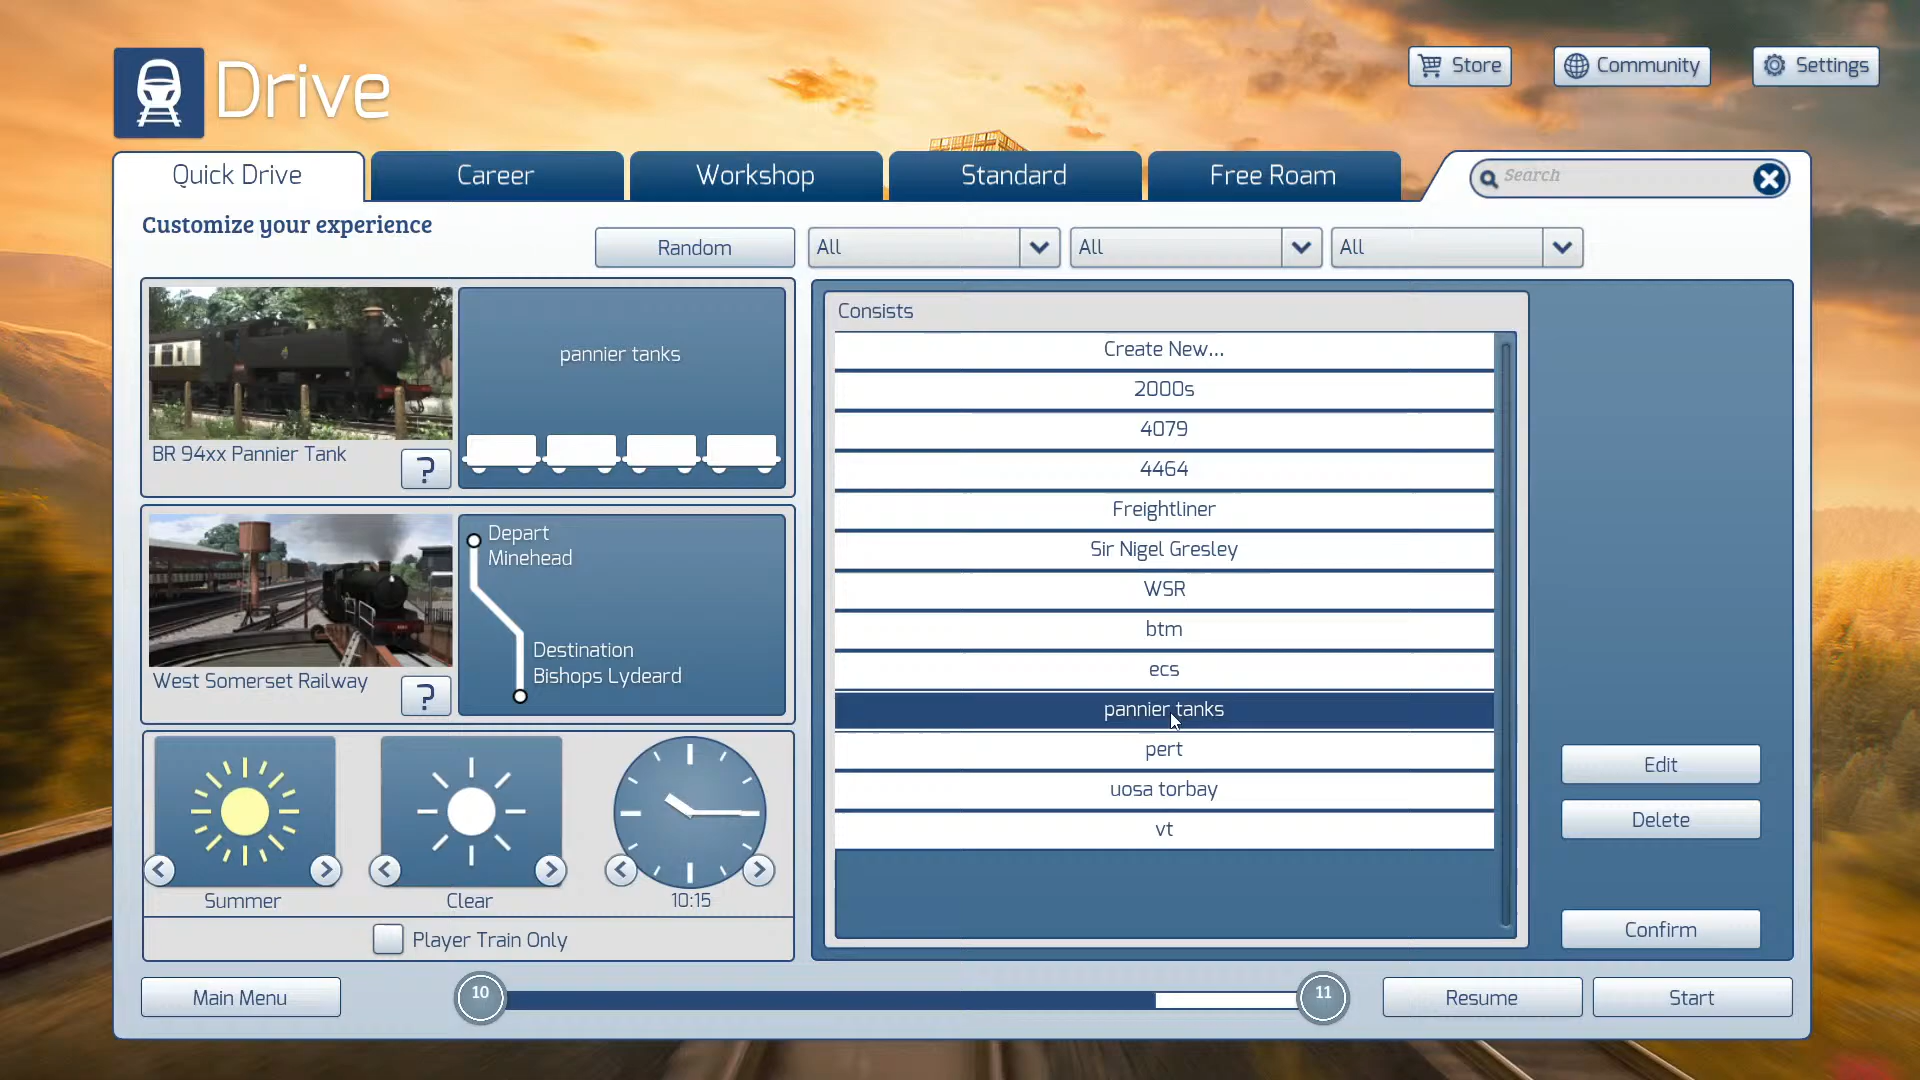 Drive
Store
Community
Settings
Quick Drive
Career
Workshop
Standard
Free Roam
Search
Customize your experience
Random
All
All
All
pannier tanks
BR 94xx Pannier Tank
?
Depart
Minehead
Destination
Bishops Lydeard
West Somerset Railway
?
Summer
Clear
10:15
Player Train Only
Consists
Create New...
2000s
4079
4464
Freightliner
Sir Nigel Gresley
WSR
btm
ecs
pannier tanks
pert
uosa torbay
vt
Edit
Delete
Confirm
Main Menu
10
11
Resume
Start